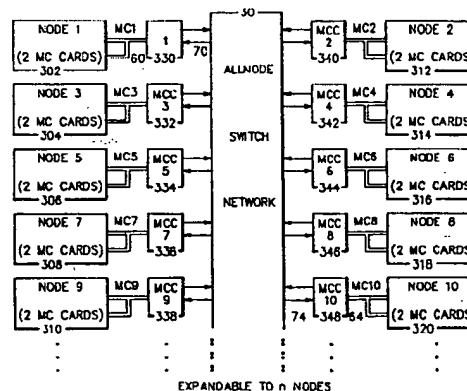 30
NODE 1 MC1 1 MCC 2 MC2 NODE 2
(2 MC CARDS) 60 330 70 340 (2 MC CARDS)
302 312
ALLNODE
NODE 3 MC3 MCC 3 MCC 4 MC4 NODE 4
(2 MC CARDS) 332 342 (2 MC CARDS)
304 314
SWITCH
NODE 5 MC5 MCC 5 MCC 6 MC6 NODE 6
(2 MC CARDS) 334 344 (2 MC CARDS)
306 316
NETWORK
NODE 7 MC7 MCC 7 MCC 8 MC8 NODE 8
(2 MC CARDS) 336 346 (2 MC CARDS)
308 318
NODE 9 MC9 MCC 9 MCC 10 MC10 NODE 10
(2 MC CARDS) 338 74 348 64 (2 MC CARDS)
310 320
EXPANDABLE TO n NODES